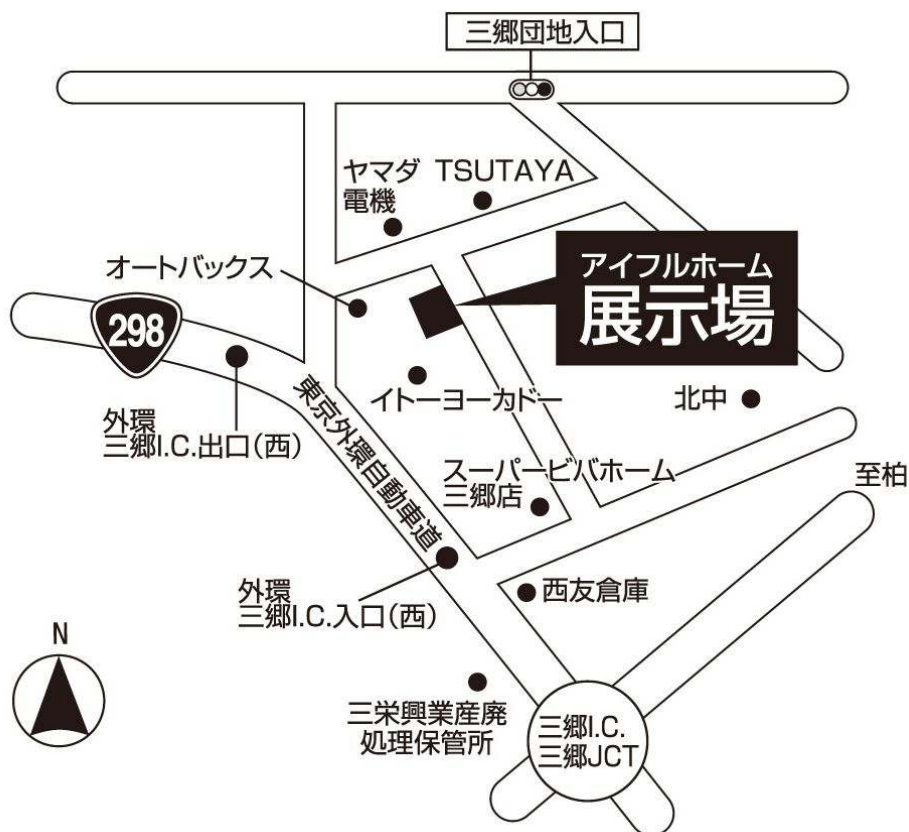 三郷団地入口
ヤマダ
電機
TSUTAYA
オートバックス
アイフルホーム
展示場
298
外環
三郷I.C.出口(西)
東京外環自動車道
イトーヨーカドー
北中
スーパービバホーム
三郷店
至柏
外環
三郷I.C.入口(西)
西友倉庫
N
三栄興業産廃
処理保管所
三郷I.C.
三郷JCT